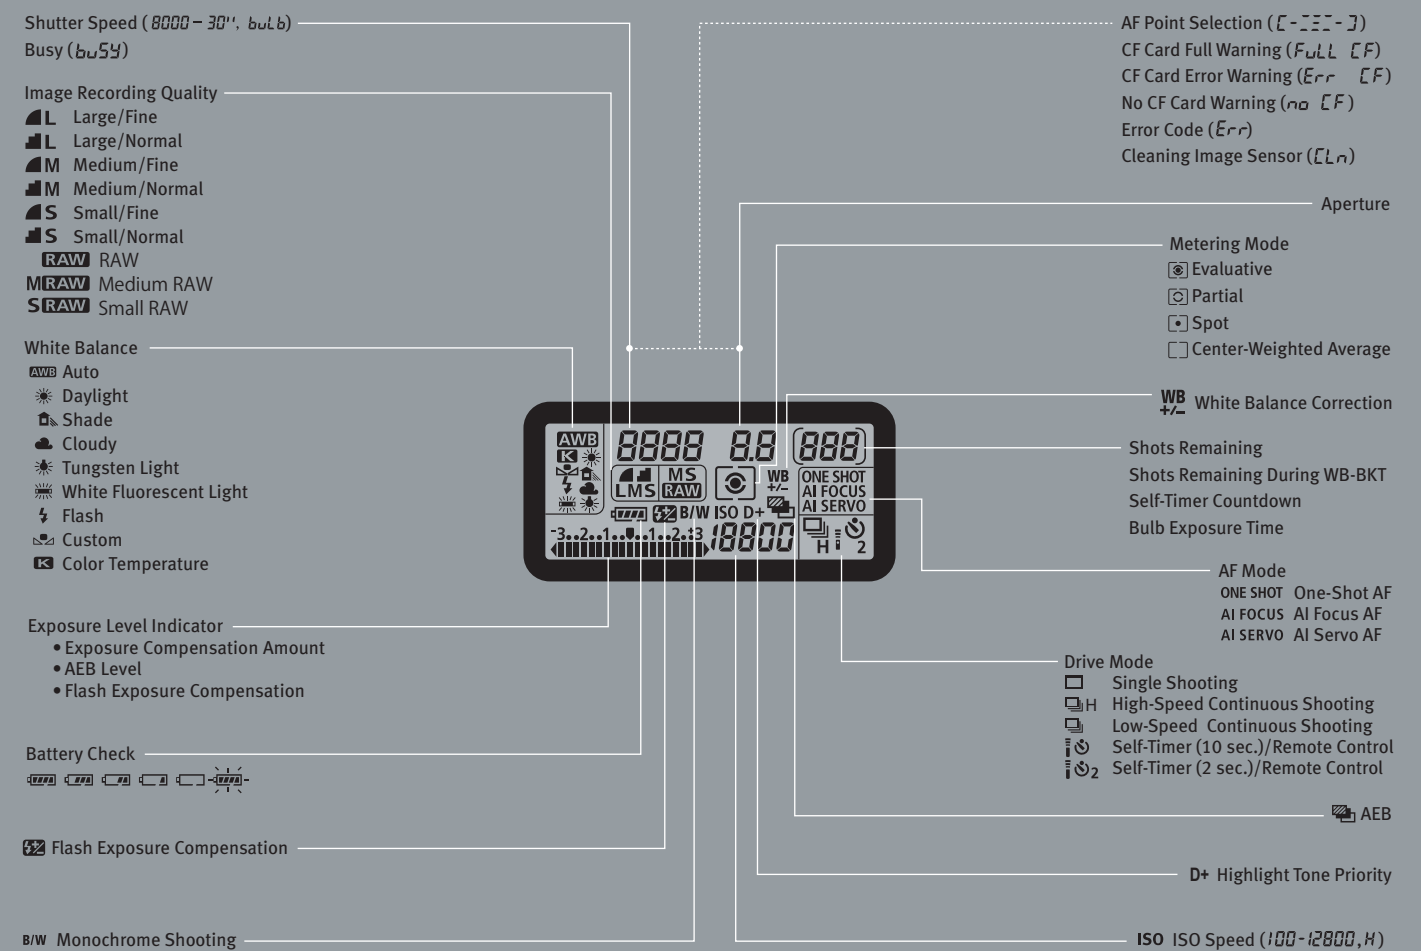 Shutter Speed ( 8000 – 30'', bulb)
Busy (buSY)
Image Recording Quality
L Large/Fine
L Large/Normal
M Medium/Fine
M Medium/Normal
S Small/Fine
S Small/Normal
RAW RAW
MRAW Medium RAW
SRAW Small RAW
White Balance
AWB Auto
Daylight
Shade
Cloudy
Tungsten Light
White Fluorescent Light
Flash
Custom
K Color Temperature
Exposure Level Indicator
• Exposure Compensation Amount
• AEB Level
• Flash Exposure Compensation
Battery Check
Flash Exposure Compensation
B/W Monochrome Shooting
AWB 8888 8.8 (888)
K
LMS MS RAW WB +/– ONE SHOT
AI FOCUS
AI SERVO
B/W ISO D+
-3..2..1..0..1..2.+3 18800 H 2
AF Point Selection ([ - - ])
CF Card Full Warning (FuLL CF)
CF Card Error Warning (Err CF)
No CF Card Warning (no CF)
Error Code (Err)
Cleaning Image Sensor (CLn)
Aperture
Metering Mode
Evaluative
Partial
Spot
Center-Weighted Average
WB +/– White Balance Correction
Shots Remaining
Shots Remaining During WB-BKT
Self-Timer Countdown
Bulb Exposure Time
AF Mode
ONE SHOT One-Shot AF
AI FOCUS AI Focus AF
AI SERVO AI Servo AF
Drive Mode
Single Shooting
H High-Speed Continuous Shooting
Low-Speed Continuous Shooting
Self-Timer (10 sec.)/Remote Control
2 Self-Timer (2 sec.)/Remote Control
AEB
D+ Highlight Tone Priority
ISO ISO Speed (100-12800, H)